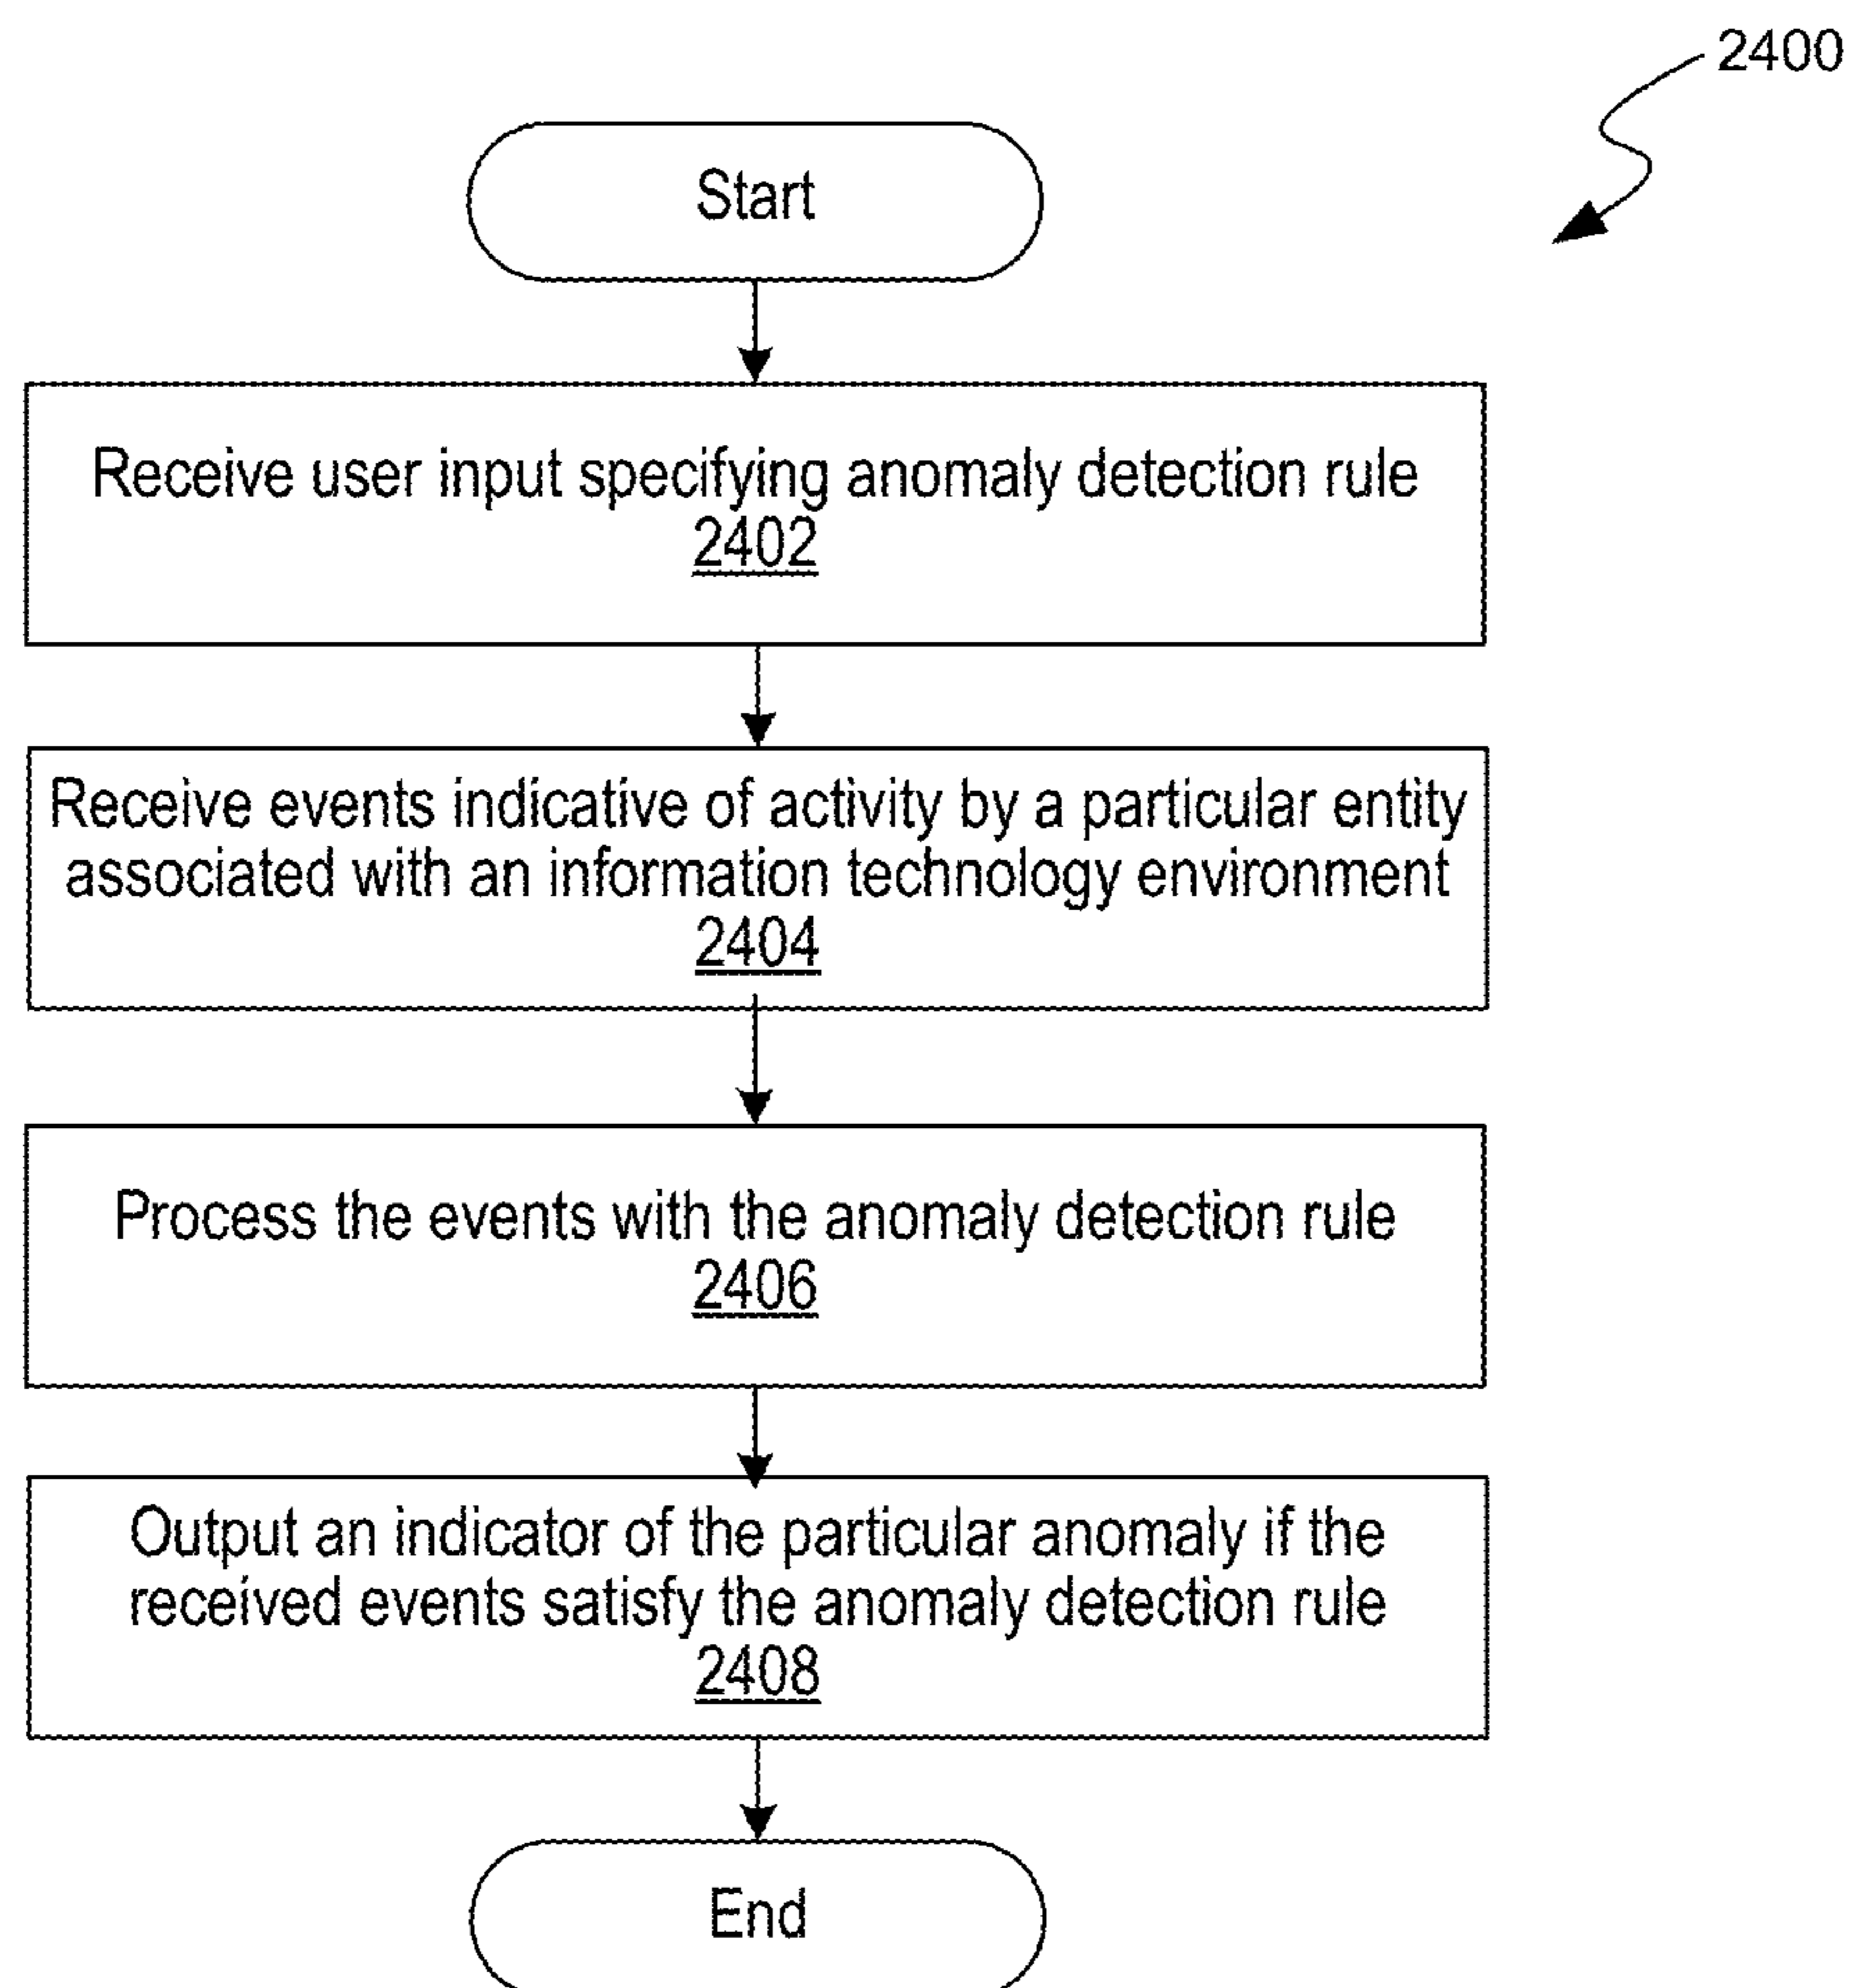 2400
Start
Receive user input specifying anomaly detection rule
2402
Receive events indicative of activity by a particular entity
associated with an information technology environment
2404
Process the events with the anomaly detection rule
2406
Output an indicator of the particular anomaly if the
received events satisfy the anomaly detection rule
2408
End